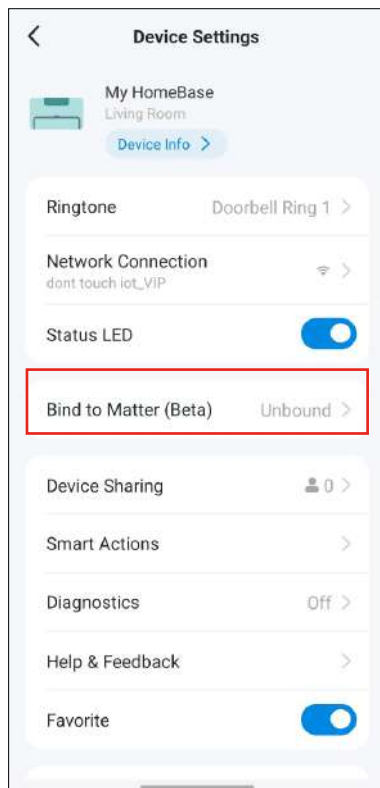 Device Settings
My HomeBase
Living Room
Device Info >
Ringtone Doorbell Ring 1 >
Network Connection >
dont touch iot_VIP
Status LED
Bind to Matter (Beta) Unbound >
Device Sharing 0 >
Smart Actions >
Diagnostics Off >
Help & Feedback >
Favorite